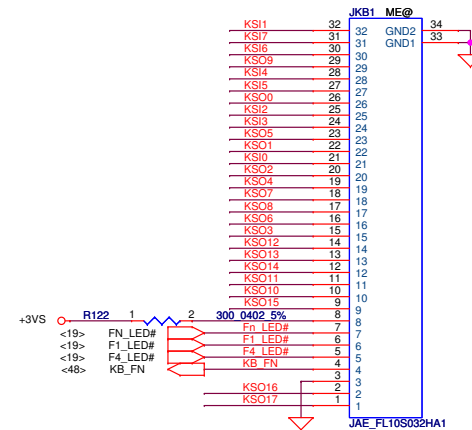 JKB1 ME@
KSI1 32 32 GND2 34
KSI7 31 31 GND1 33
KSI6 30 30
KSO9 29 29
KSI4 28 28
KSI5 27 27
KSO0 26 26
KSI2 25 25
KSI3 24 24
KSO5 23 23
KSO1 22 22
KSI0 21 21
KSO2 20 20
KSO4 19 19
KSO7 18 18
KSO8 17 17
KSO6 16 16
KSO3 15 15
KSO12 14 14
KSO13 13 13
KSO14 12 12
KSO11 11 11
KSO10 10 10
KSO15 9 9
+3VS R122 1 2 300_0402_5% 8 8
<19> FN_LED# Fn_LED# 7 7
<19> F1_LED# F1_LED# 6 6
<19> F4_LED# F4_LED# 5 5
<48> KB_FN KB_FN 4 4
3 3
KSO16 2 2
KSO17 1 1
JAE_FL10S032HA1